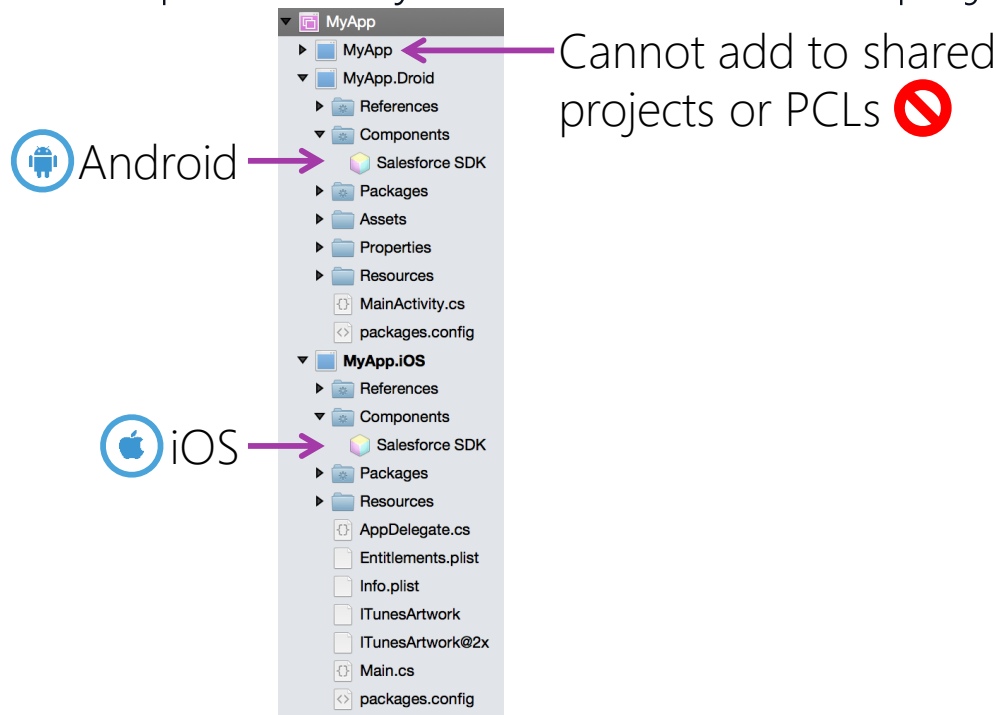 MyApp
MyApp
Cannot add to shared
projects or PCLs
MyApp.Droid
References
Components
Android
Salesforce SDK
Packages
Assets
Properties
Resources
MainActivity.cs
packages.config
MyApp.iOS
References
Components
iOS
Salesforce SDK
Packages
Resources
AppDelegate.cs
Entitlements.plist
Info.plist
ITunesArtwork
ITunesArtwork@2x
Main.cs
packages.config